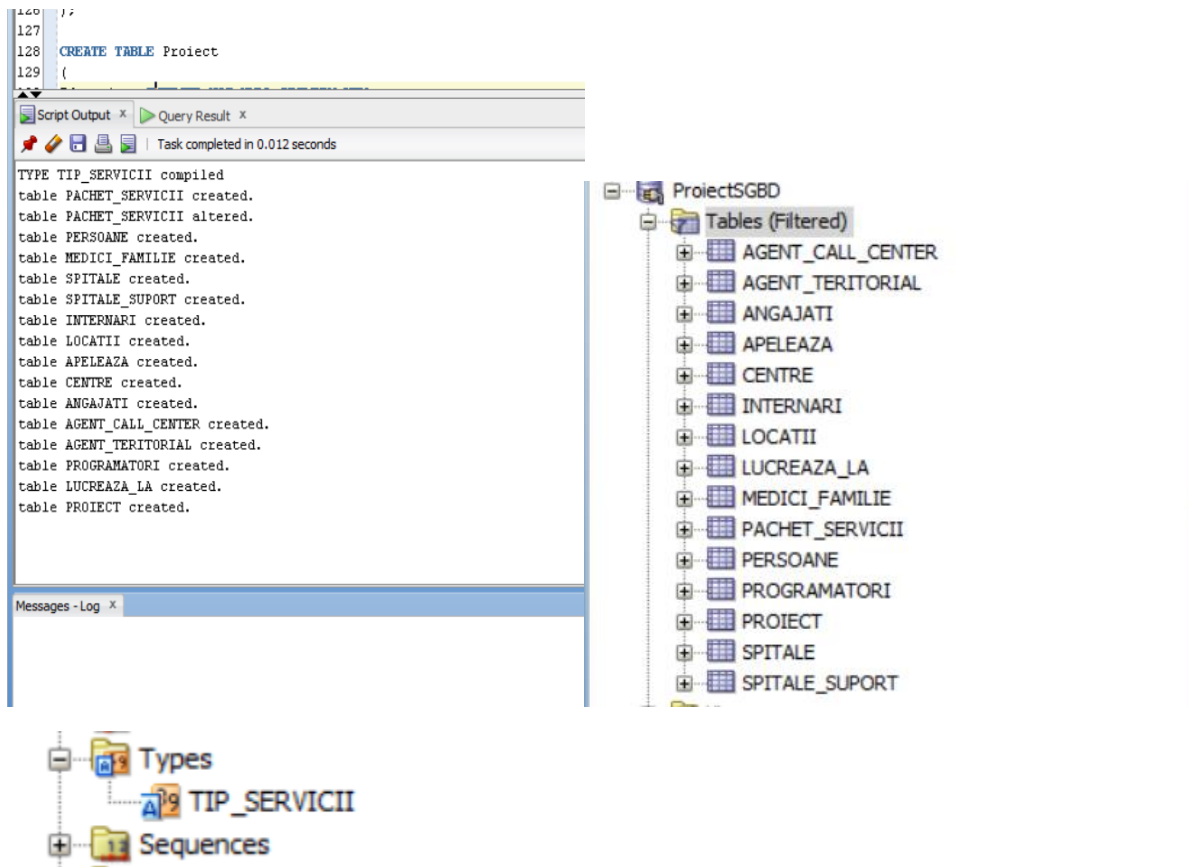 126 );
127
128 CREATE TABLE Proiect
129 (
Script Output x Query Result x
Task completed in 0.012 seconds
TYPE TIP_SERVICII compiled
table PACHET_SERVICII created.
table PACHET_SERVICII altered.
table PERSOANE created.
table MEDICI_FAMILIE created.
table SPITALE created.
table SPITALE_SUPORT created.
table INTERNARI created.
table LOCATII created.
table APELEAZA created.
table CENTRE created.
table ANGAJATI created.
table AGENT_CALL_CENTER created.
table AGENT_TERITORIAL created.
table PROGRAMATORI created.
table LUCREAZA_LA created.
table PROIECT created.
Messages - Log x
ProiectSGBD
Tables (Filtered)
AGENT_CALL_CENTER
AGENT_TERITORIAL
ANGAJATI
APELEAZA
CENTRE
INTERNARI
LOCATII
LUCREAZA_LA
MEDICI_FAMILIE
PACHET_SERVICII
PERSOANE
PROGRAMATORI
PROIECT
SPITALE
SPITALE_SUPORT
Types
TIP_SERVICII
Sequences